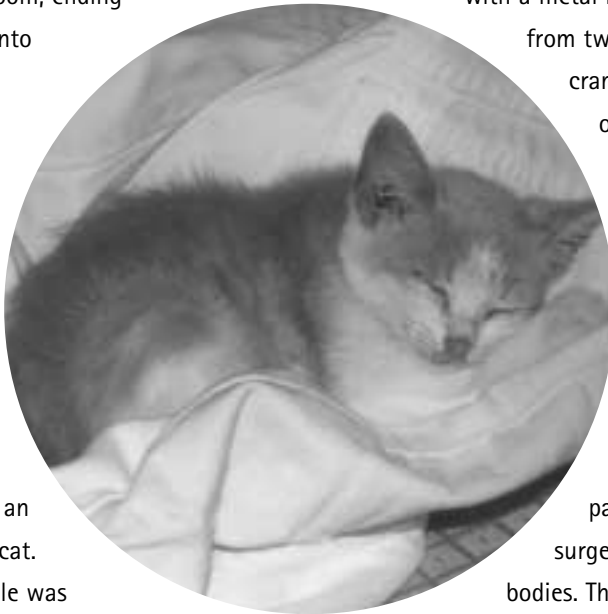 oom, ending
nto
an
cat.
le was
with a metal
from tw
cran
o
pa
surge
bodies. Th